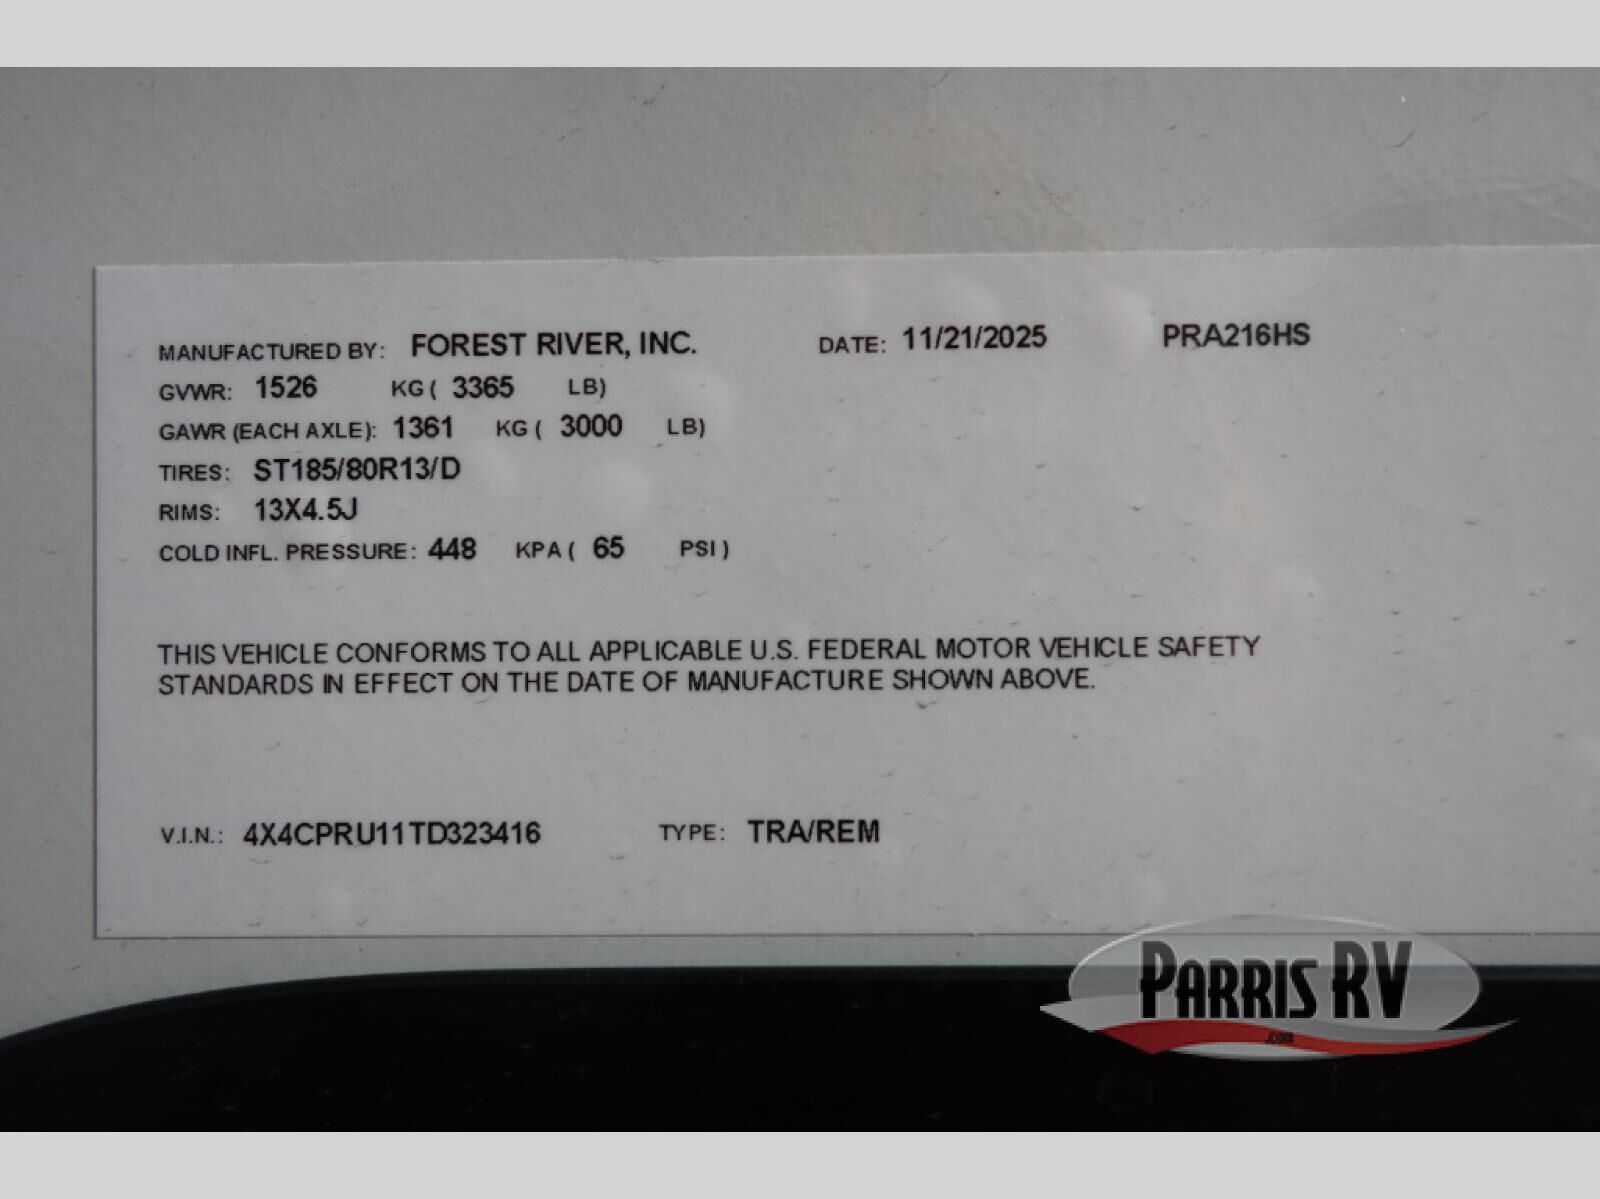 MANUFACTURED BY: FOREST RIVER, INC. DATE: 11/21/2025 PRA216HS
GVWR: 1526 KG ( 3365 LB)
GAWR (EACH AXLE): 1361 KG ( 3000 LB)
TIRES: ST185/80R13/D
RIMS: 13X4.5J
COLD INFL. PRESSURE: 448 KPA ( 65 PSI )
THIS VEHICLE CONFORMS TO ALL APPLICABLE U.S. FEDERAL MOTOR VEHICLE SAFETY
STANDARDS IN EFFECT ON THE DATE OF MANUFACTURE SHOWN ABOVE.
V.I.N.: 4X4CPRU11TD323416 TYPE: TRA/REM
PARRIS RV
.COM